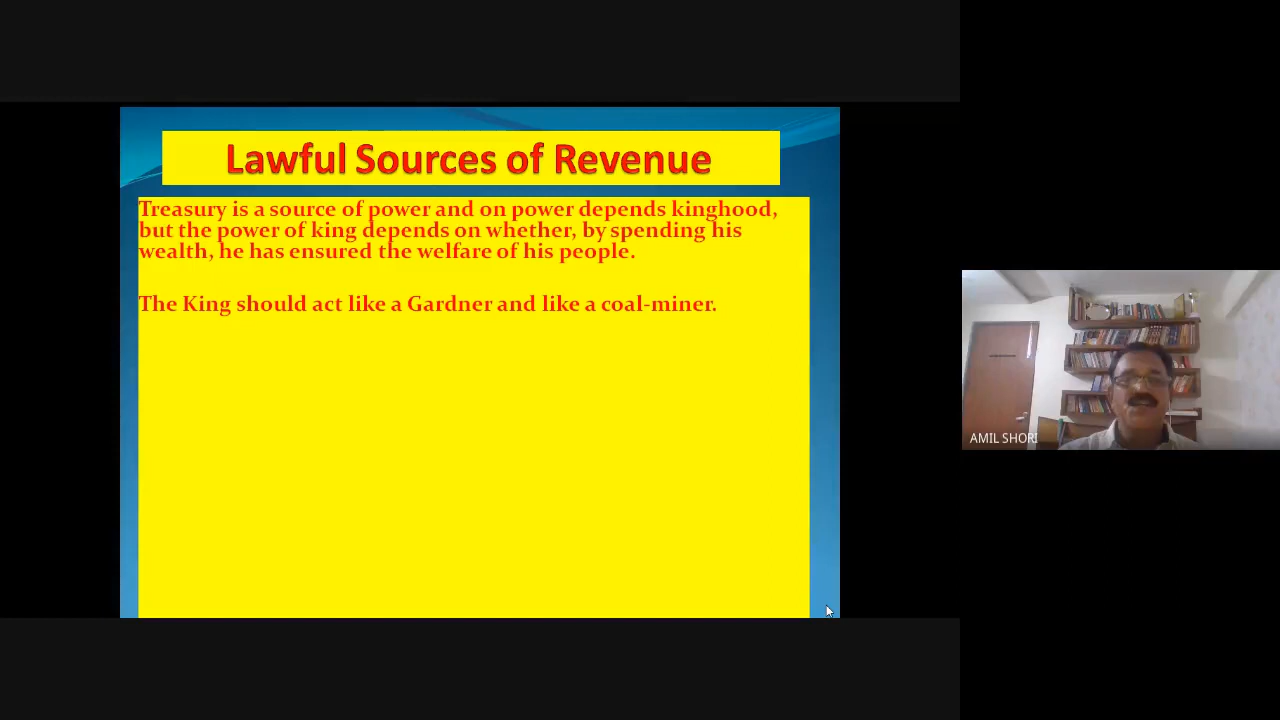 Lawful Sources of Revenue
Treasury is a source of power and on power depends kinghood,
but the power of king depends on whether, by spending his
wealth, he has ensured the welfare of his people.
The King should act like a Gardner and like a coal-miner.
AMIL SHORI